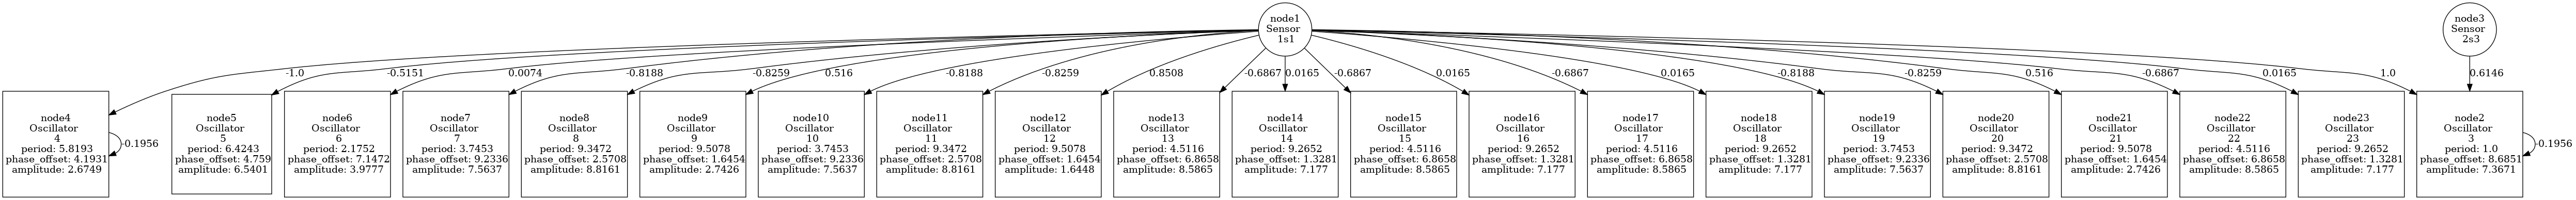 node1
Sensor
1s1
node3
Sensor
2s3
-1.0
-0.5151
0.0074
-0.8188
-0.8259
0.516
-0.8188
-0.8259
0.8508
-0.6867
0.0165
-0.6867
0.0165
-0.6867
0.0165
-0.8188
-0.8259
0.516
-0.6867
0.0165
1.0
0.6146
node4
Oscillator
4
period: 5.8193
phase_offset: 4.1931
amplitude: 2.6749
-0.1956
node5
Oscillator
5
period: 6.4243
phase_offset: 4.759
amplitude: 6.5401
node6
Oscillator
6
period: 2.1752
phase_offset: 7.1472
amplitude: 3.9777
node7
Oscillator
7
period: 3.7453
phase_offset: 9.2336
amplitude: 7.5637
node8
Oscillator
8
period: 9.3472
phase_offset: 2.5708
amplitude: 8.8161
node9
Oscillator
9
period: 9.5078
phase_offset: 1.6454
amplitude: 2.7426
node10
Oscillator
10
period: 3.7453
phase_offset: 9.2336
amplitude: 7.5637
node11
Oscillator
11
period: 9.3472
phase_offset: 2.5708
amplitude: 8.8161
node12
Oscillator
12
period: 9.5078
phase_offset: 1.6454
amplitude: 1.6448
node13
Oscillator
13
period: 4.5116
phase_offset: 6.8658
amplitude: 8.5865
node14
Oscillator
14
period: 9.2652
phase_offset: 1.3281
amplitude: 7.177
node15
Oscillator
15
period: 4.5116
phase_offset: 6.8658
amplitude: 8.5865
node16
Oscillator
16
period: 9.2652
phase_offset: 1.3281
amplitude: 7.177
node17
Oscillator
17
period: 4.5116
phase_offset: 6.8658
amplitude: 8.5865
node18
Oscillator
18
period: 9.2652
phase_offset: 1.3281
amplitude: 7.177
node19
Oscillator
19
period: 3.7453
phase_offset: 9.2336
amplitude: 7.5637
node20
Oscillator
20
period: 9.3472
phase_offset: 2.5708
amplitude: 8.8161
node21
Oscillator
21
period: 9.5078
phase_offset: 1.6454
amplitude: 2.7426
node22
Oscillator
22
period: 4.5116
phase_offset: 6.8658
amplitude: 8.5865
node23
Oscillator
23
period: 9.2652
phase_offset: 1.3281
amplitude: 7.177
node2
Oscillator
3
period: 1.0
phase_offset: 8.6851
amplitude: 7.3671
-0.1956